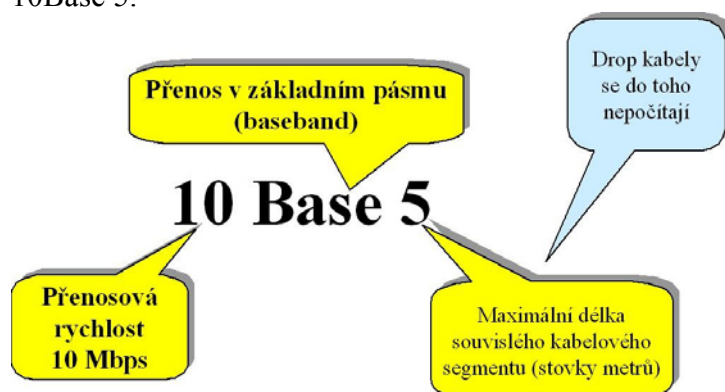 10Base 5.
Drop kabely
se do toho
nepočítají
Přenos v základním pásmu
(baseband)
10 Base 5
Přenosová
rychlost
10 Mbps
Maximální délka
souvislého kabelového
segmentu (stovky metrů)